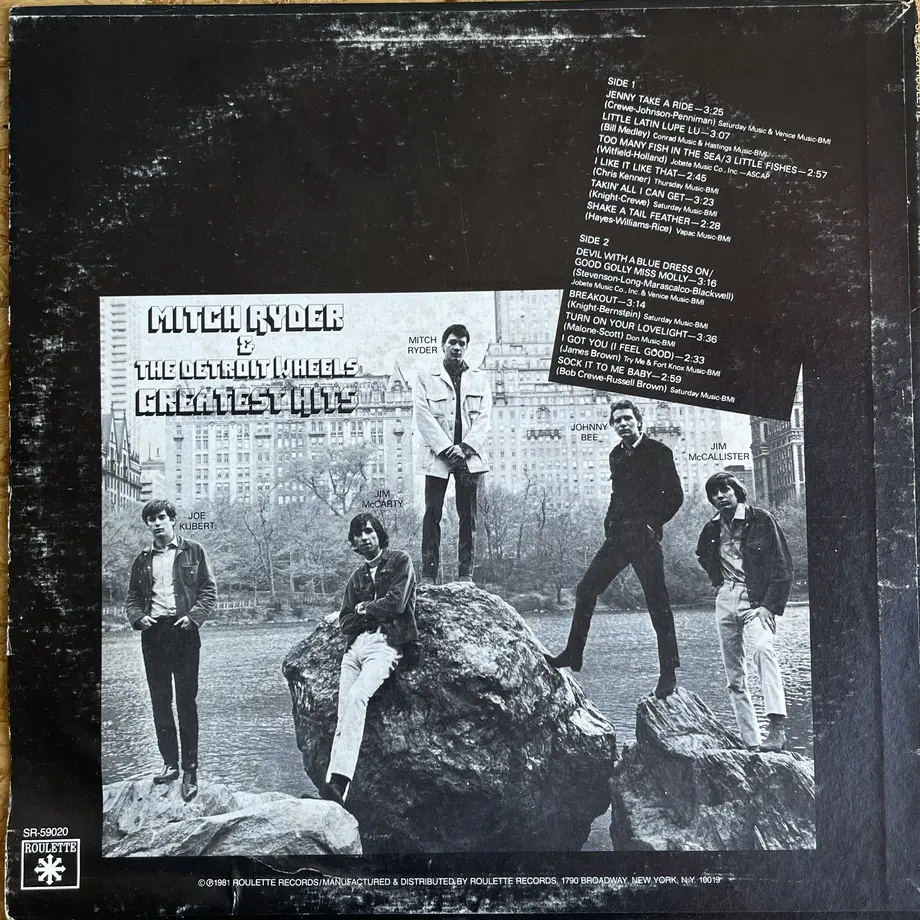 SIDE 1
JENNY TAKE A RIDE—3:25
(Crewe-Johnson-Penniman) Saturday Music & Venice Music-BMI
LITTLE LATIN LUPE LU—3:07
(Bill Medley) Conrad Music & Hastings Music-BMI
TOO MANY FISH IN THE SEA/3 LITTLE FISHES—2:57
(Witfield-Holland) Jobete Music Co., Inc.—ASCAP
I LIKE IT LIKE THAT—2:45
(Chris Kenner) Thursday Music-BMI
TAKIN' ALL I CAN GET—3:23
(Knight-Crewe) Saturday Music-BMI
SHAKE A TAIL FEATHER—2:28
(Hayes-Williams-Rice) Vapac Music-BMI
SIDE 2
DEVIL WITH A BLUE DRESS ON/
GOOD GOLLY MISS MOLLY—3:16
(Stevenson-Long-Marascalco-Blackwell)
Jobete Music Co., Inc. & Venice Music-BMI
BREAKOUT—3:14
(Knight-Bernstein) Saturday Music-BMI
TURN ON YOUR LOVELIGHT—3:36
(Malone-Scott) Don Music-BMI
I GOT YOU (I FEEL GOOD)—2:33
(James Brown) Try Me & Fort Knox Music-BMI
SOCK IT TO ME BABY—2:59
(Bob Crewe-Russell Brown) Saturday Music-BMI
MITCH RYDER
&
THE DETROIT WHEELS
GREATEST HITS
MITCH
RYDER
JOHNNY
BEE
JIM
McCALLISTER
JIM
McCARTY
JOE
KUBERT
SR-59020
ROULETTE
©℗1981 ROULETTE RECORDS/MANUFACTURED & DISTRIBUTED BY ROULETTE RECORDS, 1790 BROADWAY, NEW YORK, N.Y. 10019